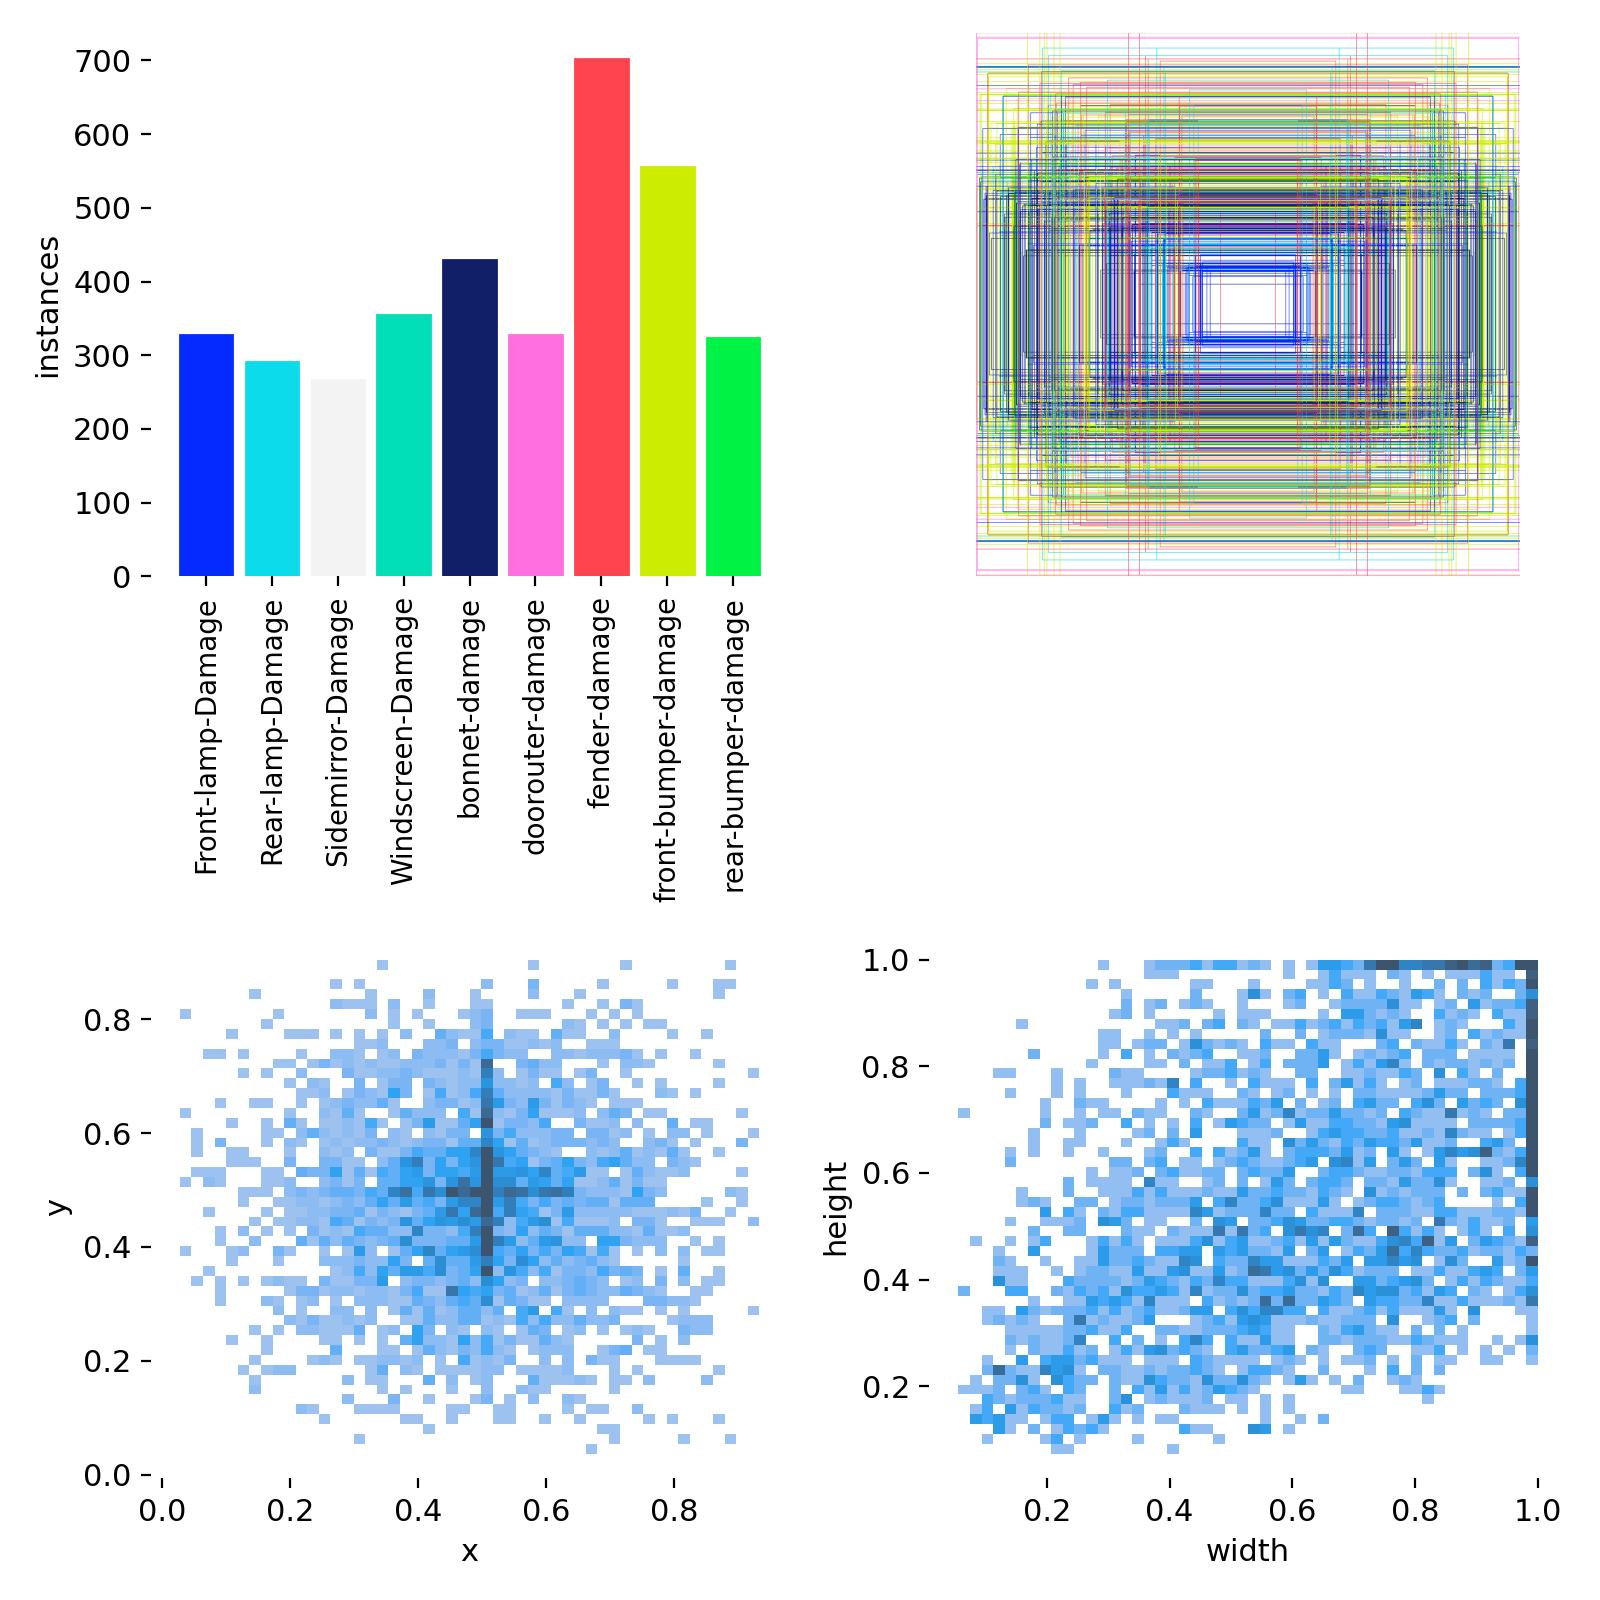 700
600
500
400
300
200
100
0
instances
Front-lamp-Damage
Rear-lamp-Damage
Sidemirror-Damage
Windscreen-Damage
bonnet-damage
doorouter-damage
fender-damage
front-bumper-damage
rear-bumper-damage
0.8
0.6
0.4
0.2
0.0
y
0.0 0.2 0.4 0.6 0.8
x
1.0
0.8
0.6
0.4
0.2
height
0.2 0.4 0.6 0.8 1.0
width